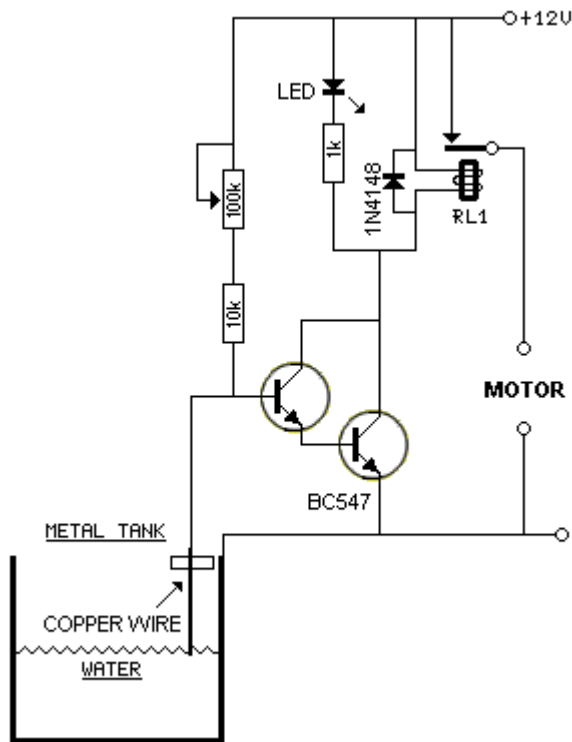 +12V
LED
1k
1N4148
RL1
100k
10k
MOTOR
BC547
METAL TANK
COPPER WIRE
WATER